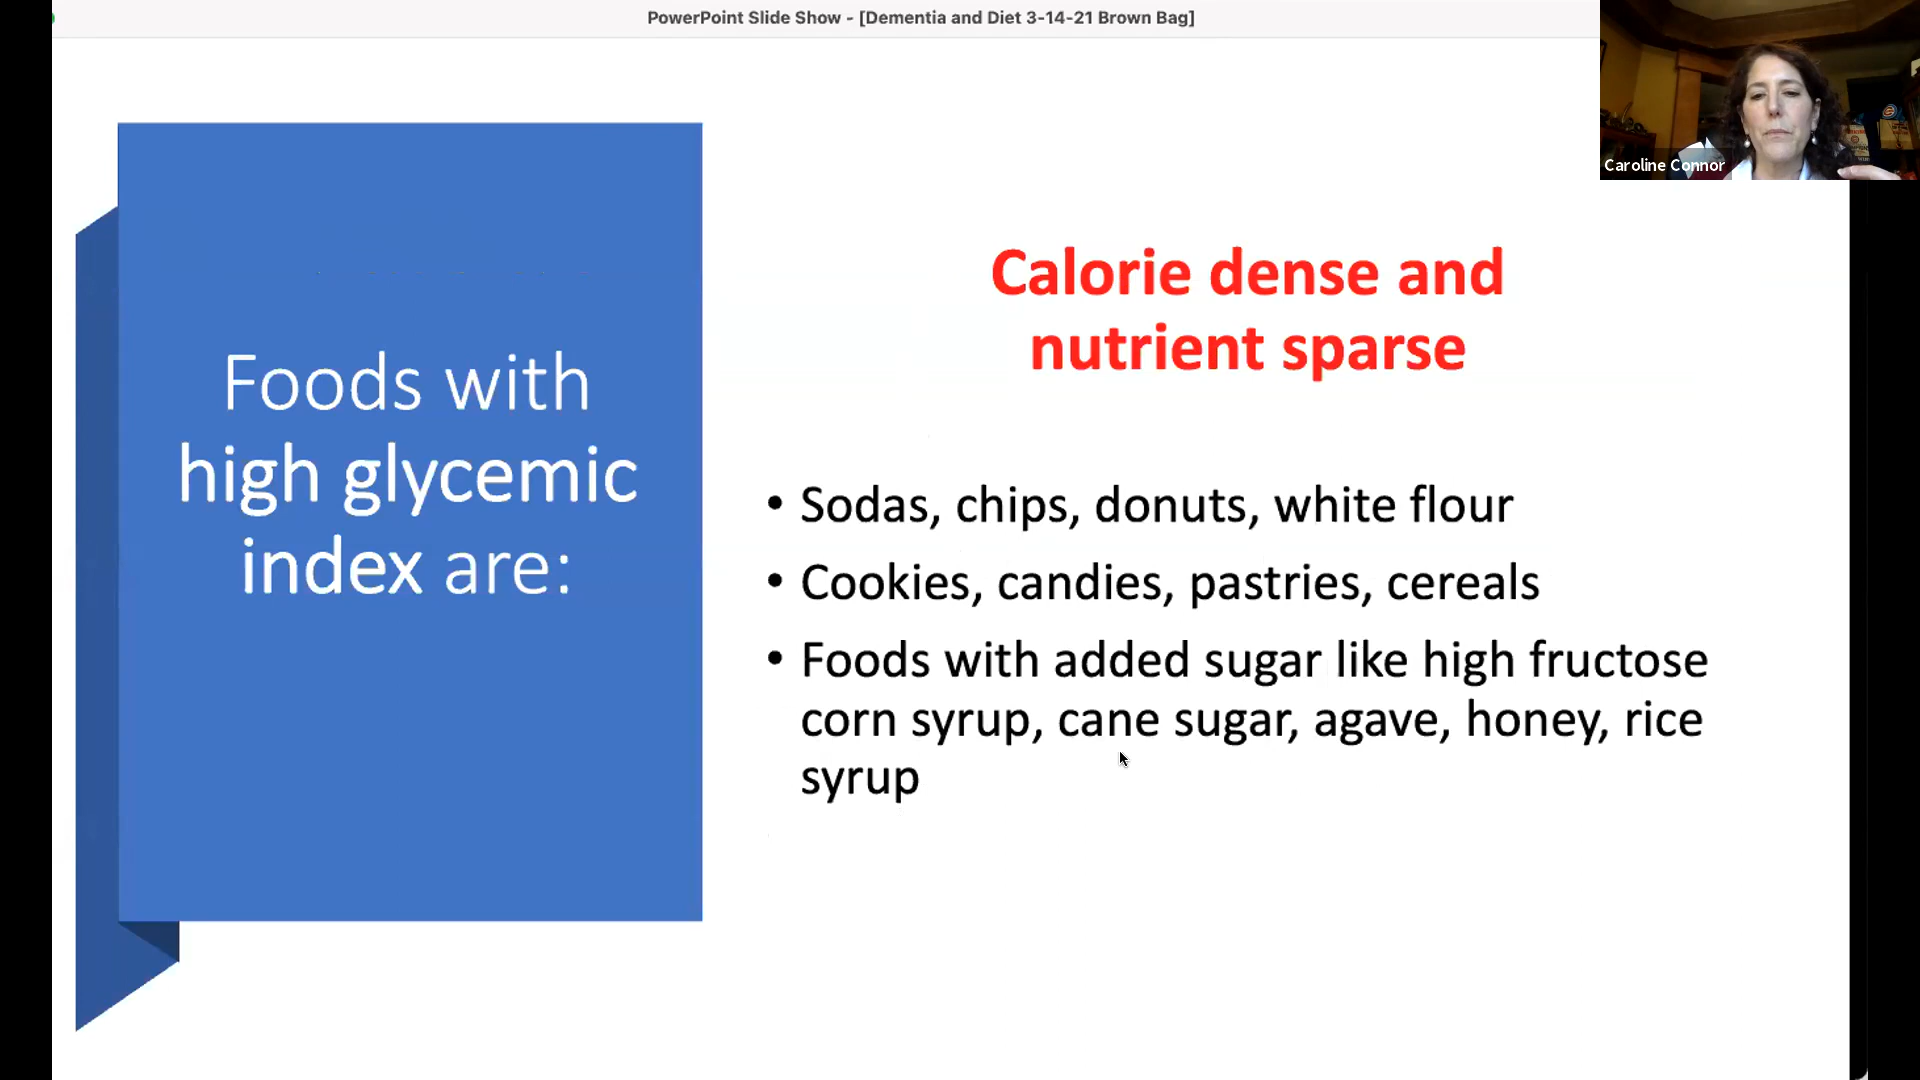 PowerPoint Slide Show - [Dementia and Diet 3-14-21 Brown Bag]
Caroline Connor
Foods with
high glycemic
index are:
Calorie dense and
nutrient sparse
• Sodas, chips, donuts, white flour
• Cookies, candies, pastries, cereals
• Foods with added sugar like high fructose
corn syrup, cane sugar, agave, honey, rice
syrup